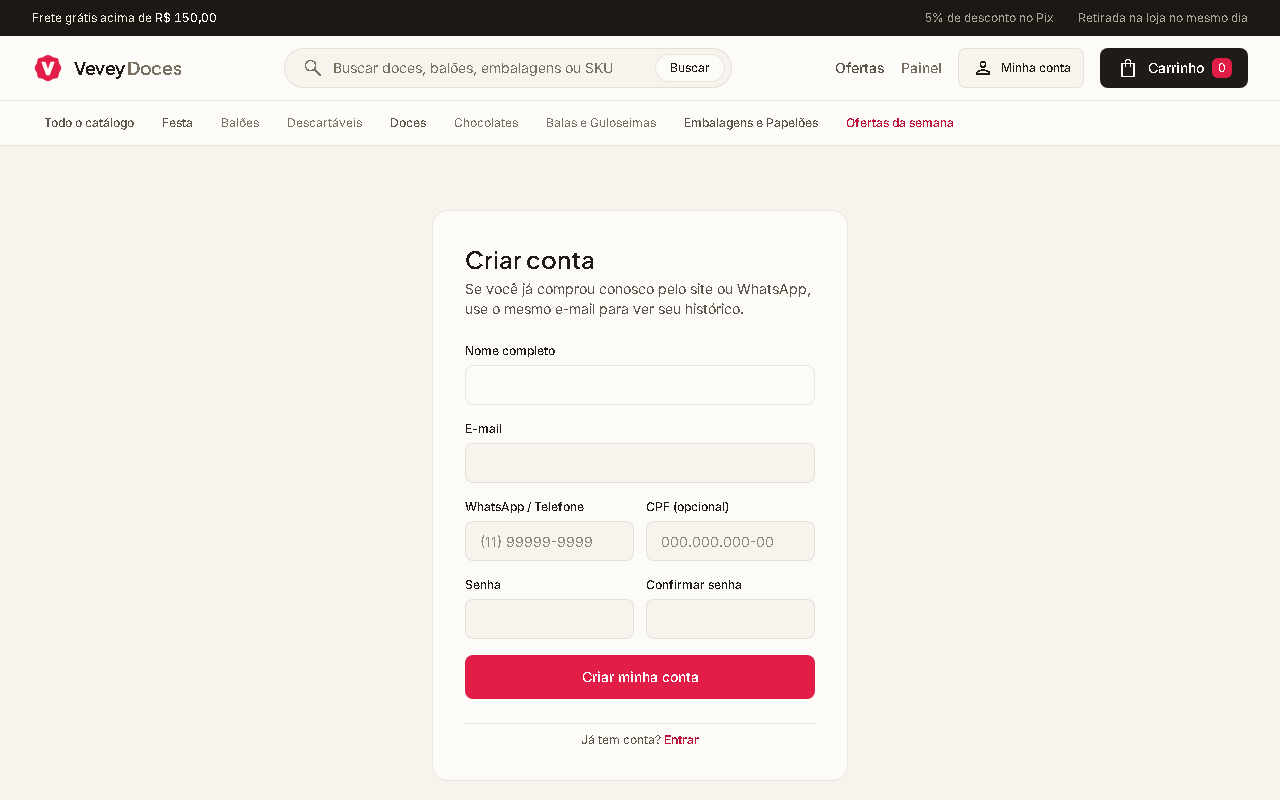 Frete grátis acima de R$ 150,00
5% de desconto no Pix
Retirada na loja no mesmo dia
V VeveyDoces
Buscar doces, balões, embalagens ou SKU
Buscar
Ofertas
Painel
Minha conta
Carrinho 0
Todo o catálogo
Festa
Balões
Descartáveis
Doces
Chocolates
Balas e Guloseimas
Embalagens e Papelões
Ofertas da semana
Criar conta
Se você já comprou conosco pelo site ou WhatsApp,
use o mesmo e-mail para ver seu histórico.
Nome completo
E-mail
WhatsApp / Telefone
CPF (opcional)
(11) 99999-9999
000.000.000-00
Senha
Confirmar senha
Criar minha conta
Já tem conta? Entrar